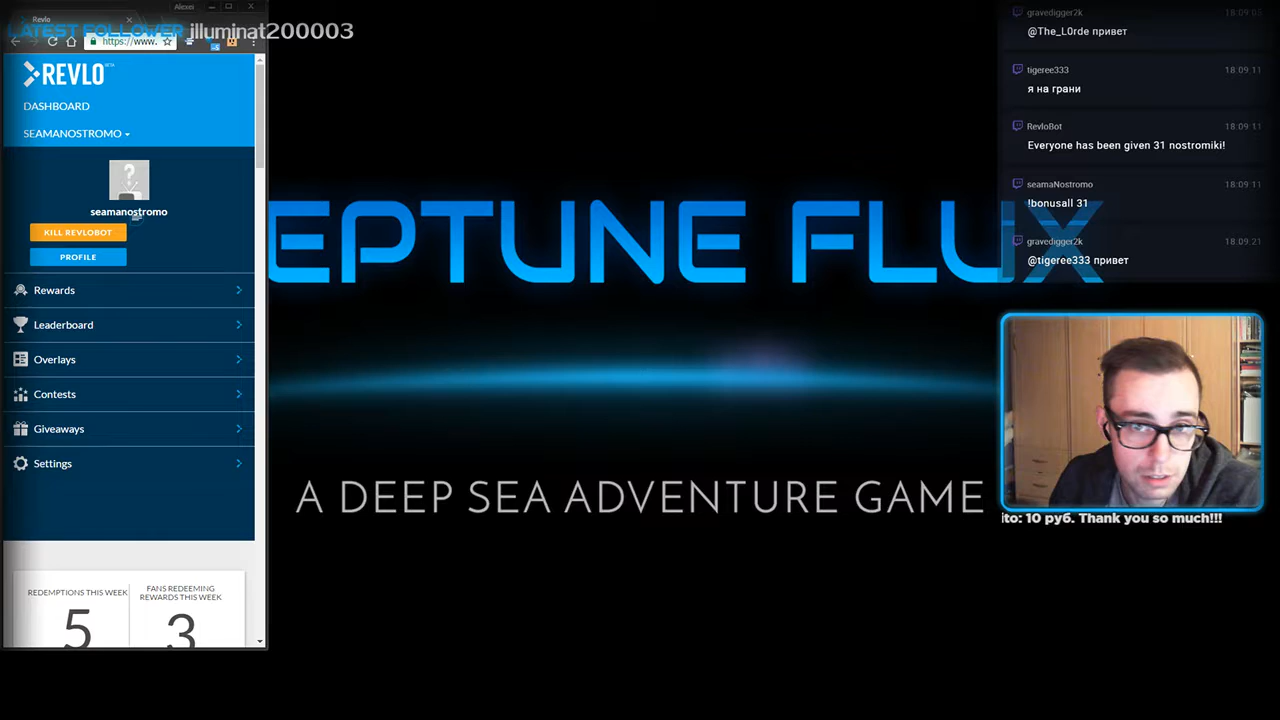 Alexei
Revlo
LATEST FOLLOWER illuminat200003
https://www.
REVLO BETA
DASHBOARD
SEAMANOSTROMO
seamanostromo
KILL REVLOBOT
PROFILE
Rewards
Leaderboard
Overlays
Contests
Giveaways
Settings
REDEMPTIONS THIS WEEK
5
FANS REDEEMING
REWARDS THIS WEEK
3
EPTUNE FLUX
A DEEP SEA ADVENTURE GAME
gravedigger2k 18:09:05
@The_L0rde привет
tigeree333 18:09:11
я на грани
RevloBot 18:09:11
Everyone has been given 31 nostromiki!
seamaNostromo 18:09:11
!bonusall 31
gravedigger2k 18:09:21
@tigeree333 привет
ito: 10 руб. Thank you so much!!!